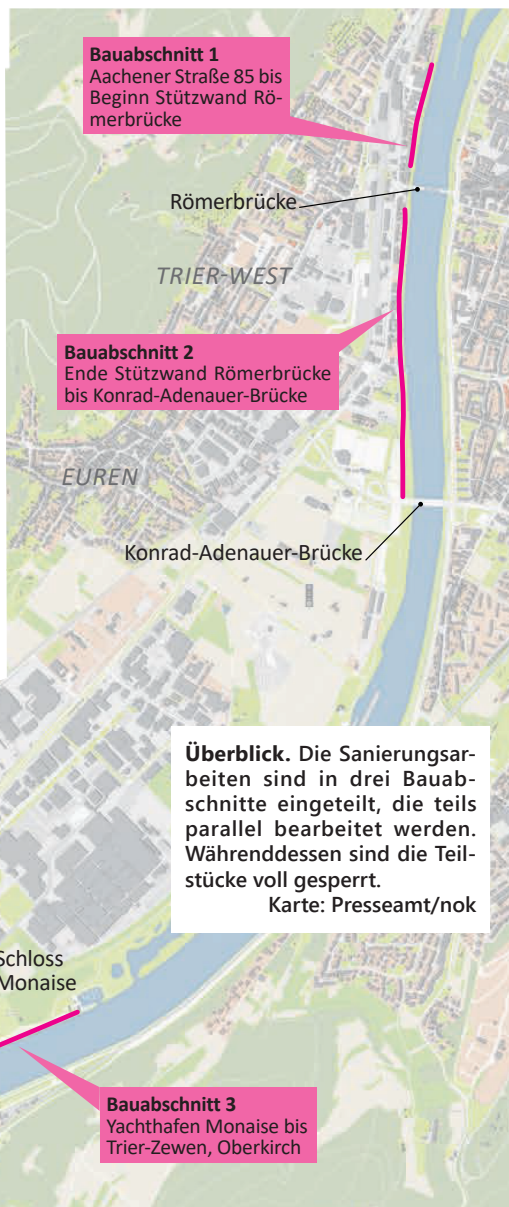 Bauabschnitt 1
Aachener Straße 85 bis
Beginn Stützwand Rö-
merbrücke
Römerbrücke
TRIER-WEST
Bauabschnitt 2
Ende Stützwand Römerbrücke
bis Konrad-Adenauer-Brücke
EUREN
Konrad-Adenauer-Brücke
Überblick. Die Sanierungsar-
beiten sind in drei Bauab-
schnitte eingeteilt, die teils
parallel bearbeitet werden.
Währenddessen sind die Teil-
stücke voll gesperrt.
Karte: Presseamt/nok
Schloss
Monaise
Bauabschnitt 3
Yachthafen Monaise bis
Trier-Zewen, Oberkirch